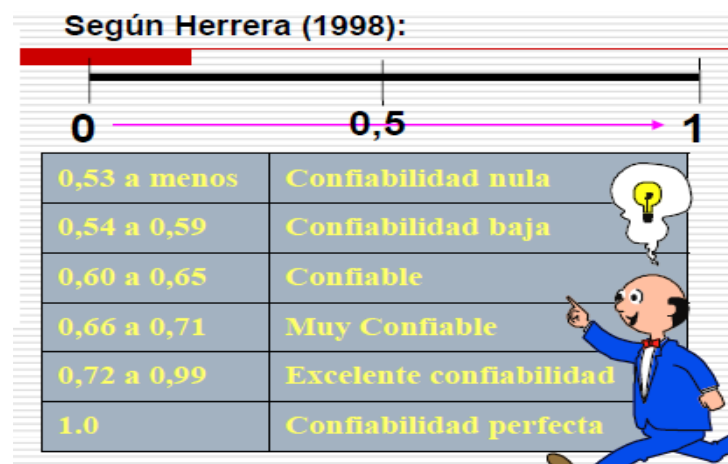 Según Herrera (1998):
0 0,5 1
0,53 a menos Confiabilidad nula
0,54 a 0,59 Confiabilidad baja
0,60 a 0,65 Confiable
0,66 a 0,71 Muy Confiable
0,72 a 0,99 Excelente confiabilidad
1.0 Confiabilidad perfecta